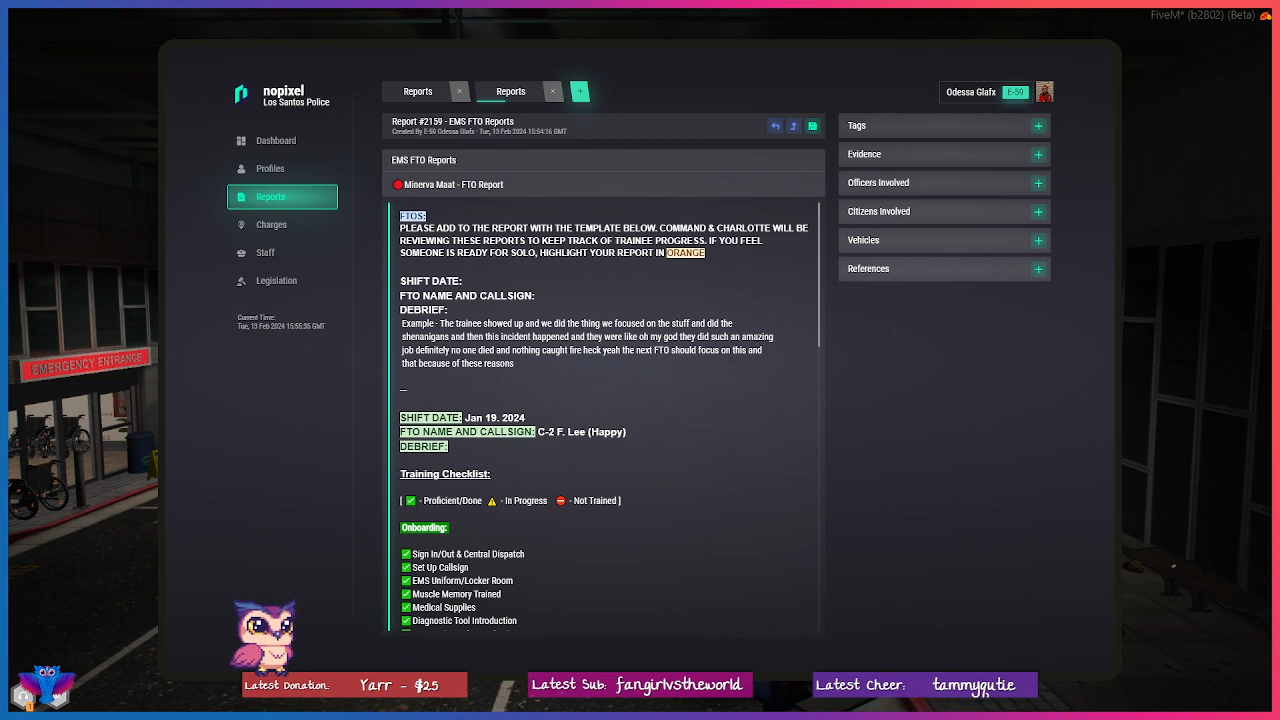 FiveM* (b2802) (Beta)
nopixel
Los Santos Police
Reports
×
Reports
×
+
Odessa Glafx
E-59
Dashboard
Profiles
Reports
Charges
Staff
Legislation
Current Time:
Tue, 13 Feb 2024 15:55:35 GMT
Report #2159 - EMS FTO Reports
Created By E-59 Odessa Glafx - Tue, 13 Feb 2024 15:54:16 GMT
EMS FTO Reports
Minerva Maat - FTO Report
FTOS:
PLEASE ADD TO THE REPORT WITH THE TEMPLATE BELOW. COMMAND & CHARLOTTE WILL BE
REVIEWING THESE REPORTS TO KEEP TRACK OF TRAINEE PROGRESS. IF YOU FEEL
SOMEONE IS READY FOR SOLO, HIGHLIGHT YOUR REPORT IN ORANGE
SHIFT DATE:
FTO NAME AND CALLSIGN:
DEBRIEF:
Example - The trainee showed up and we did the thing we focused on the stuff and did the
shenanigans and then this incident happened and they were like oh my god they did such an amazing
job definitely no one died and nothing caught fire heck yeah the next FTO should focus on this and
that because of these reasons
—
SHIFT DATE: Jan 19. 2024
FTO NAME AND CALLSIGN: C-2 F. Lee (Happy)
DEBRIEF:
Training Checklist:
[ ✅ - Proficient/Done ⚠ - In Progress ⛔ - Not Trained ]
Onboarding:
✅ Sign In/Out & Central Dispatch
✅ Set Up Callsign
✅ EMS Uniform/Locker Room
✅ Muscle Memory Trained
✅ Medical Supplies
✅ Diagnostic Tool Introduction
Tags +
Evidence +
Officers Involved +
Citizens Involved +
Vehicles +
References +
EMERGENCY ENTRANCE
Latest Donation: Yarr - $25
Latest Sub: fangirlvstheworld
Latest Cheer: tammyqutie